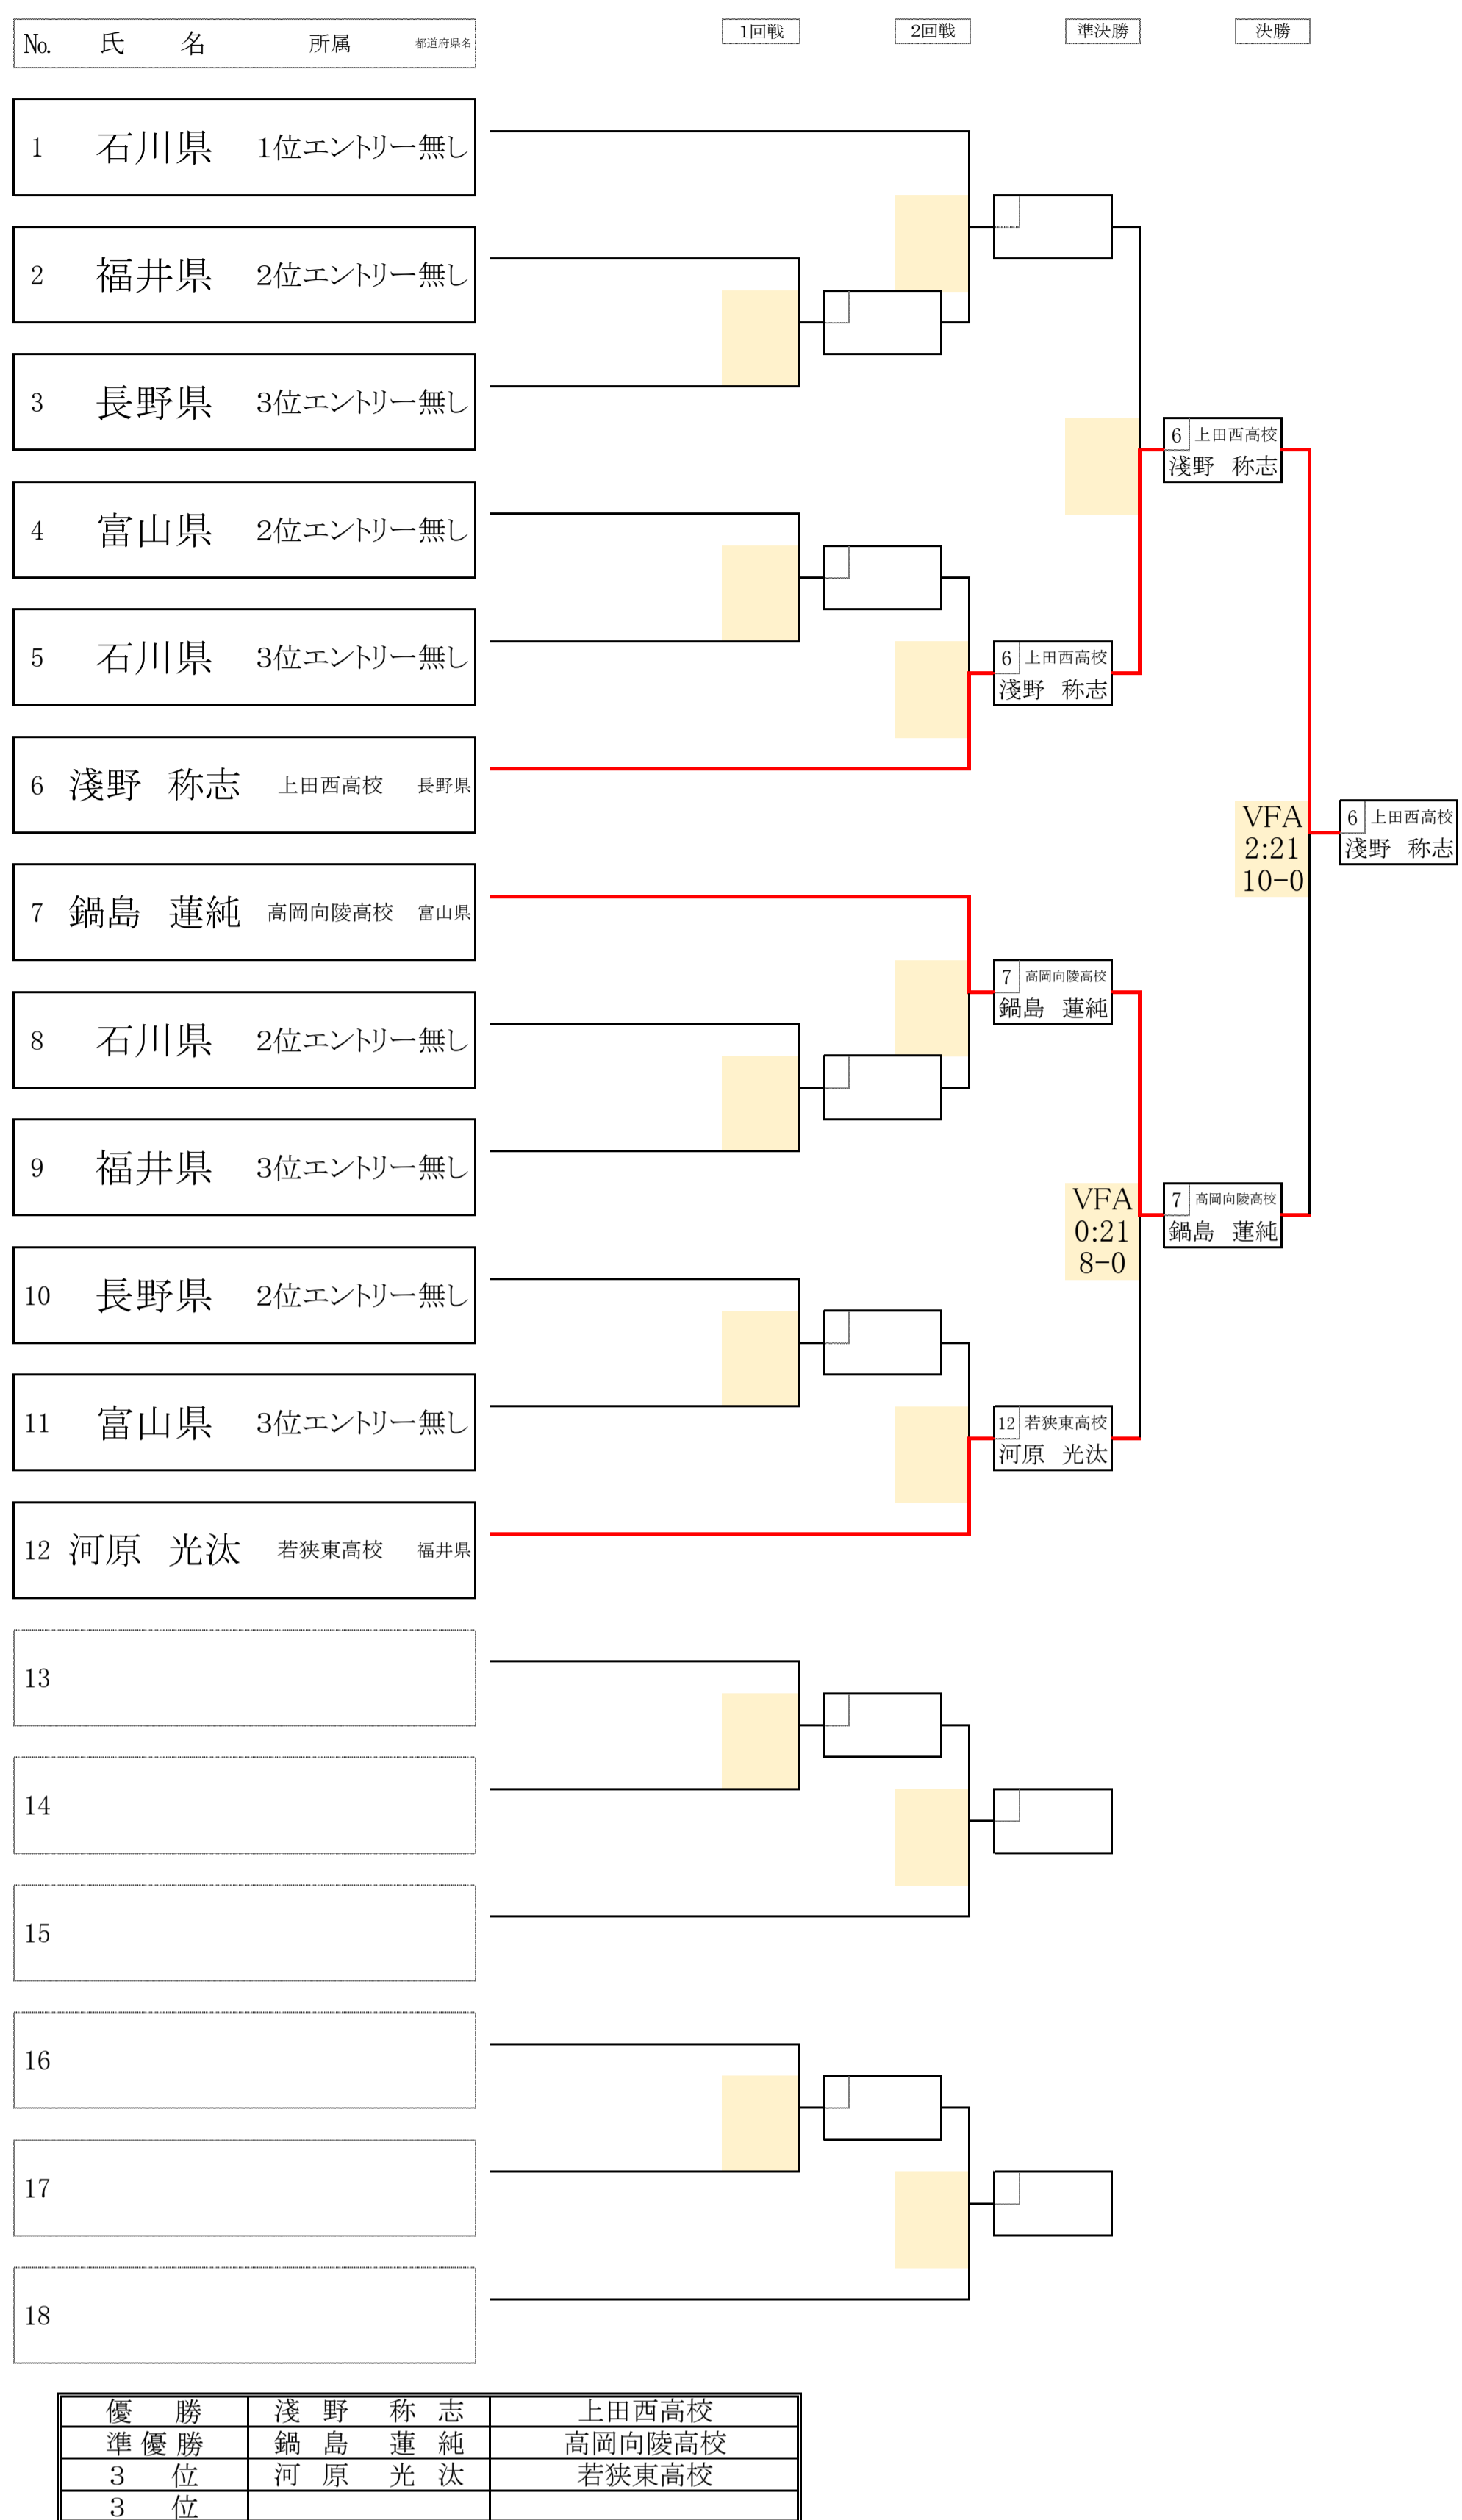 No. 氏 名 所属 都道府県名 1回戦 2回戦 準決勝 決勝
1 石川県 1位エントリー無し
2 福井県 2位エントリー無し
3 長野県 3位エントリー無し
6 上田西高校
淺野 称志
4 富山県 2位エントリー無し
5 石川県 3位エントリー無し
6 上田西高校
淺野 称志
6 淺野 称志 上田西高校 長野県
VFA
2:21
10-0
6 上田西高校
淺野 称志
7 鍋島 蓮純 高岡向陵高校 富山県
7 高岡向陵高校
鍋島 蓮純
8 石川県 2位エントリー無し
9 福井県 3位エントリー無し
VFA
0:21
8-0
7 高岡向陵高校
鍋島 蓮純
10 長野県 2位エントリー無し
11 富山県 3位エントリー無し
12 若狭東高校
河原 光汰
12 河原 光汰 若狭東高校 福井県
13
14
15
16
17
18
優 勝 淺 野 称 志 上田西高校
準 優 勝 鍋 島 蓮 純 高岡向陵高校
3 位 河 原 光 汰 若狭東高校
3 位